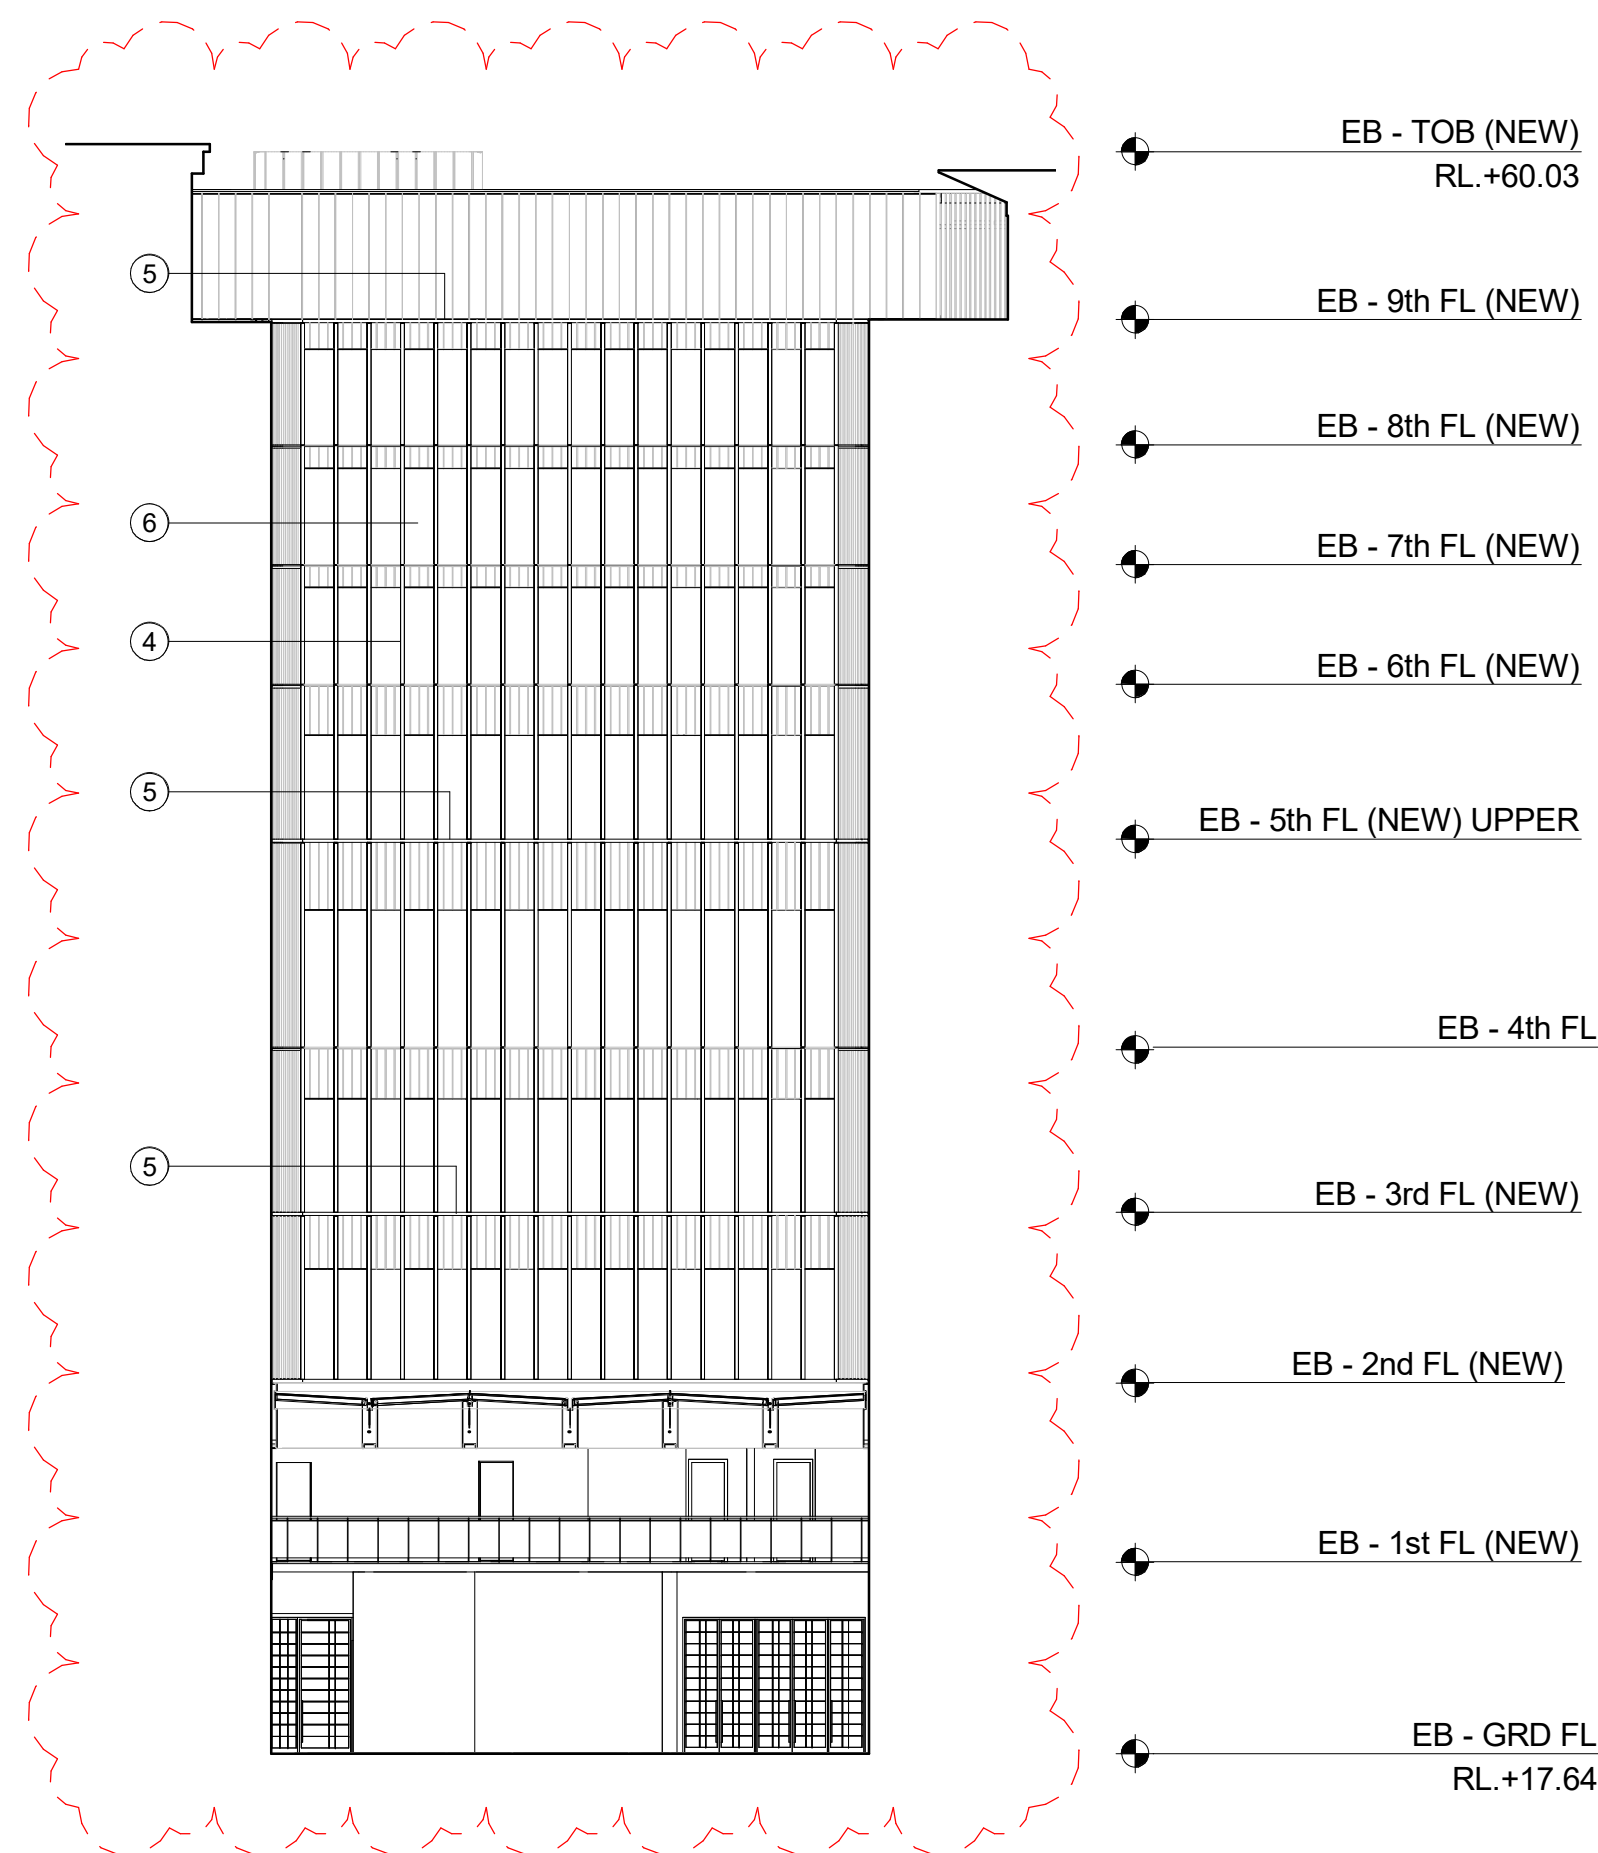 EB - TOB (NEW)
RL.+60.03
5
EB - 9th FL (NEW)
EB - 8th FL (NEW)
6
EB - 7th FL (NEW)
4
EB - 6th FL (NEW)
5
EB - 5th FL (NEW) UPPER
EB - 4th FL
5
EB - 3rd FL (NEW)
EB - 2nd FL (NEW)
EB - 1st FL (NEW)
EB - GRD FL
RL.+17.64